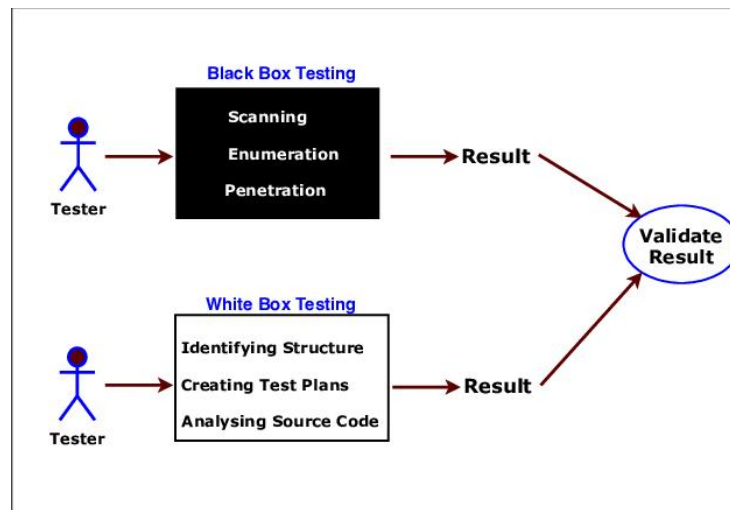 Black Box Testing
Scanning
Enumeration
Penetration
Tester
Result
Validate
Result
White Box Testing
Identifying Structure
Creating Test Plans
Analysing Source Code
Tester
Result